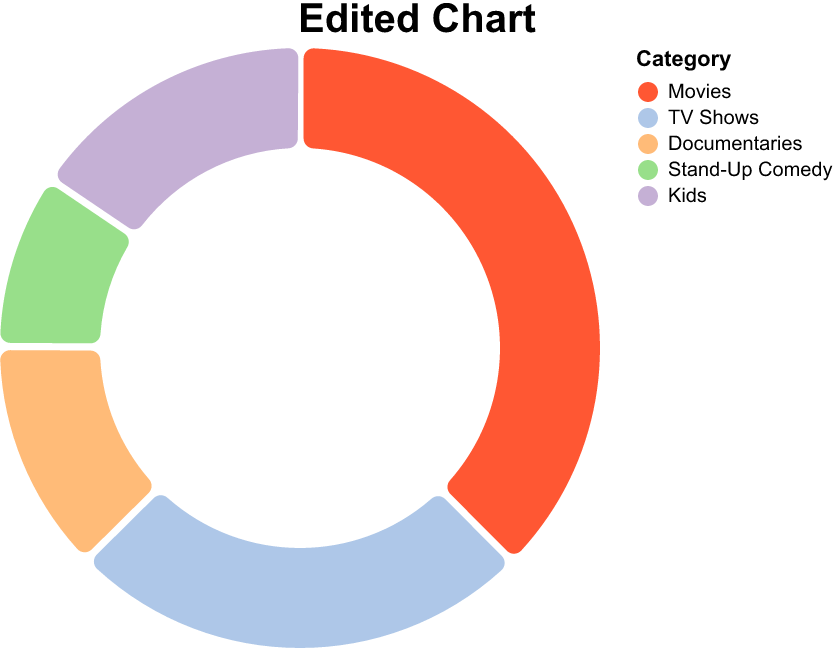 Edited Chart
Category
Movies
TV Shows
Documentaries
Stand-Up Comedy
Kids